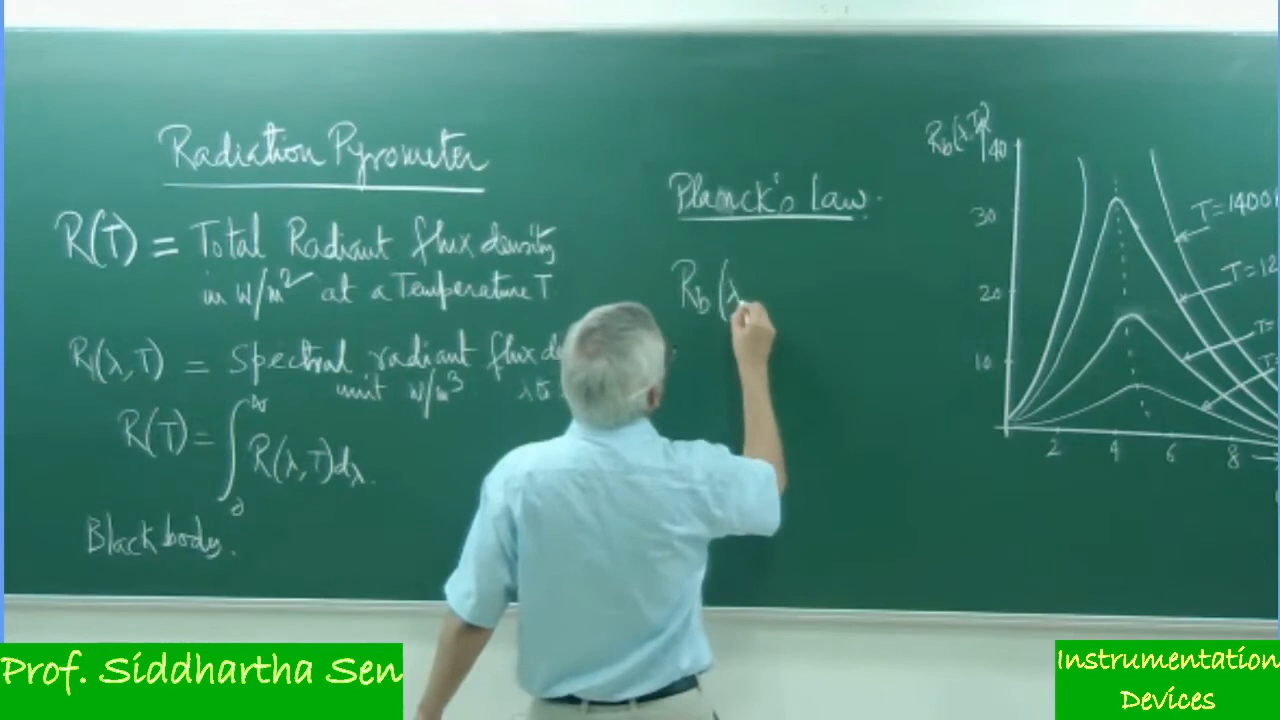 Radiation Pyrometer
R(T) = Total Radiant flux density
in W/m² at a Temperature T
R(λ,T) = Spectral radiant flux
unit W/m³
R(T) = ∫₀^∞ R(λ,T)dλ.
Black body.
Planck's Law.
Rb (λ
Rb(λ,T)
40
30
20
10
2 4 6 8
T=1400
T=12
T=
T=
Prof. Siddhartha Sen
Instrumentation
Devices